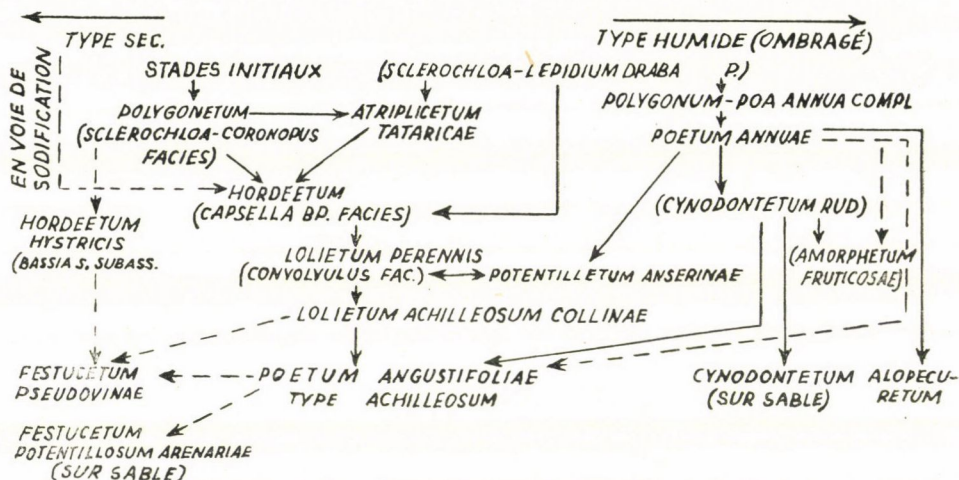 TYPE SEC.
TYPE HUMIDE (OMBRAGÉ)
EN VOIE DE
SODIFICATION
STADES INITIAUX
(SCLEROCHLOA-LEPIDIUM DRABA P.)
POLYGONUM-POA ANNUA COMPL
POLYGONETUM
(SCLEROCHLOA-CORONOPUS
FACIES)
ATRIPLICETUM
TATARICAE
POETUM ANNUAE
HORDEETUM
(CAPSELLA BP. FACIES)
(CYNODONTETUM RUD)
HORDEETUM
HYSTRICIS
(BASSIA S. SUBASS.
LOLIETUM PERENNIS
(CONVOLVULUS FAC.)
POTENTILLETUM ANSERINAE
(AMORPHETUM
FRUTICOSAE)
LOLIETUM ACHILLEOSUM COLLINAE
FESTUCETUM
PSEUDOVINAE
POETUM ANGUSTIFOLIAE
TYPE ACHILLEOSUM
CYNODONTETUM
(SUR SABLE)
ALOPECU-
RETUM
FESTUCETUM
POTENTILLOSUM ARENARIAE
(SUR SABLE)